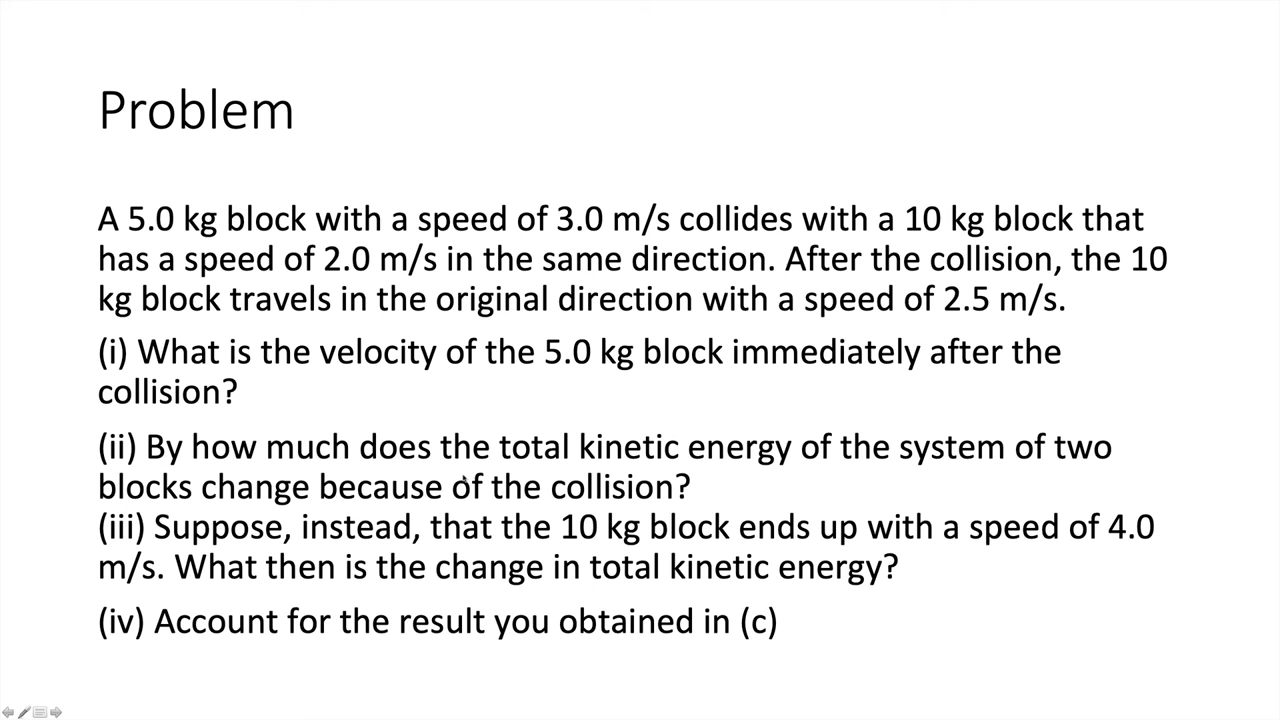 Problem
A 5.0 kg block with a speed of 3.0 m/s collides with a 10 kg block that
has a speed of 2.0 m/s in the same direction. After the collision, the 10
kg block travels in the original direction with a speed of 2.5 m/s.
(i) What is the velocity of the 5.0 kg block immediately after the
collision?
(ii) By how much does the total kinetic energy of the system of two
blocks change because of the collision?
(iii) Suppose, instead, that the 10 kg block ends up with a speed of 4.0
m/s. What then is the change in total kinetic energy?
(iv) Account for the result you obtained in (c)